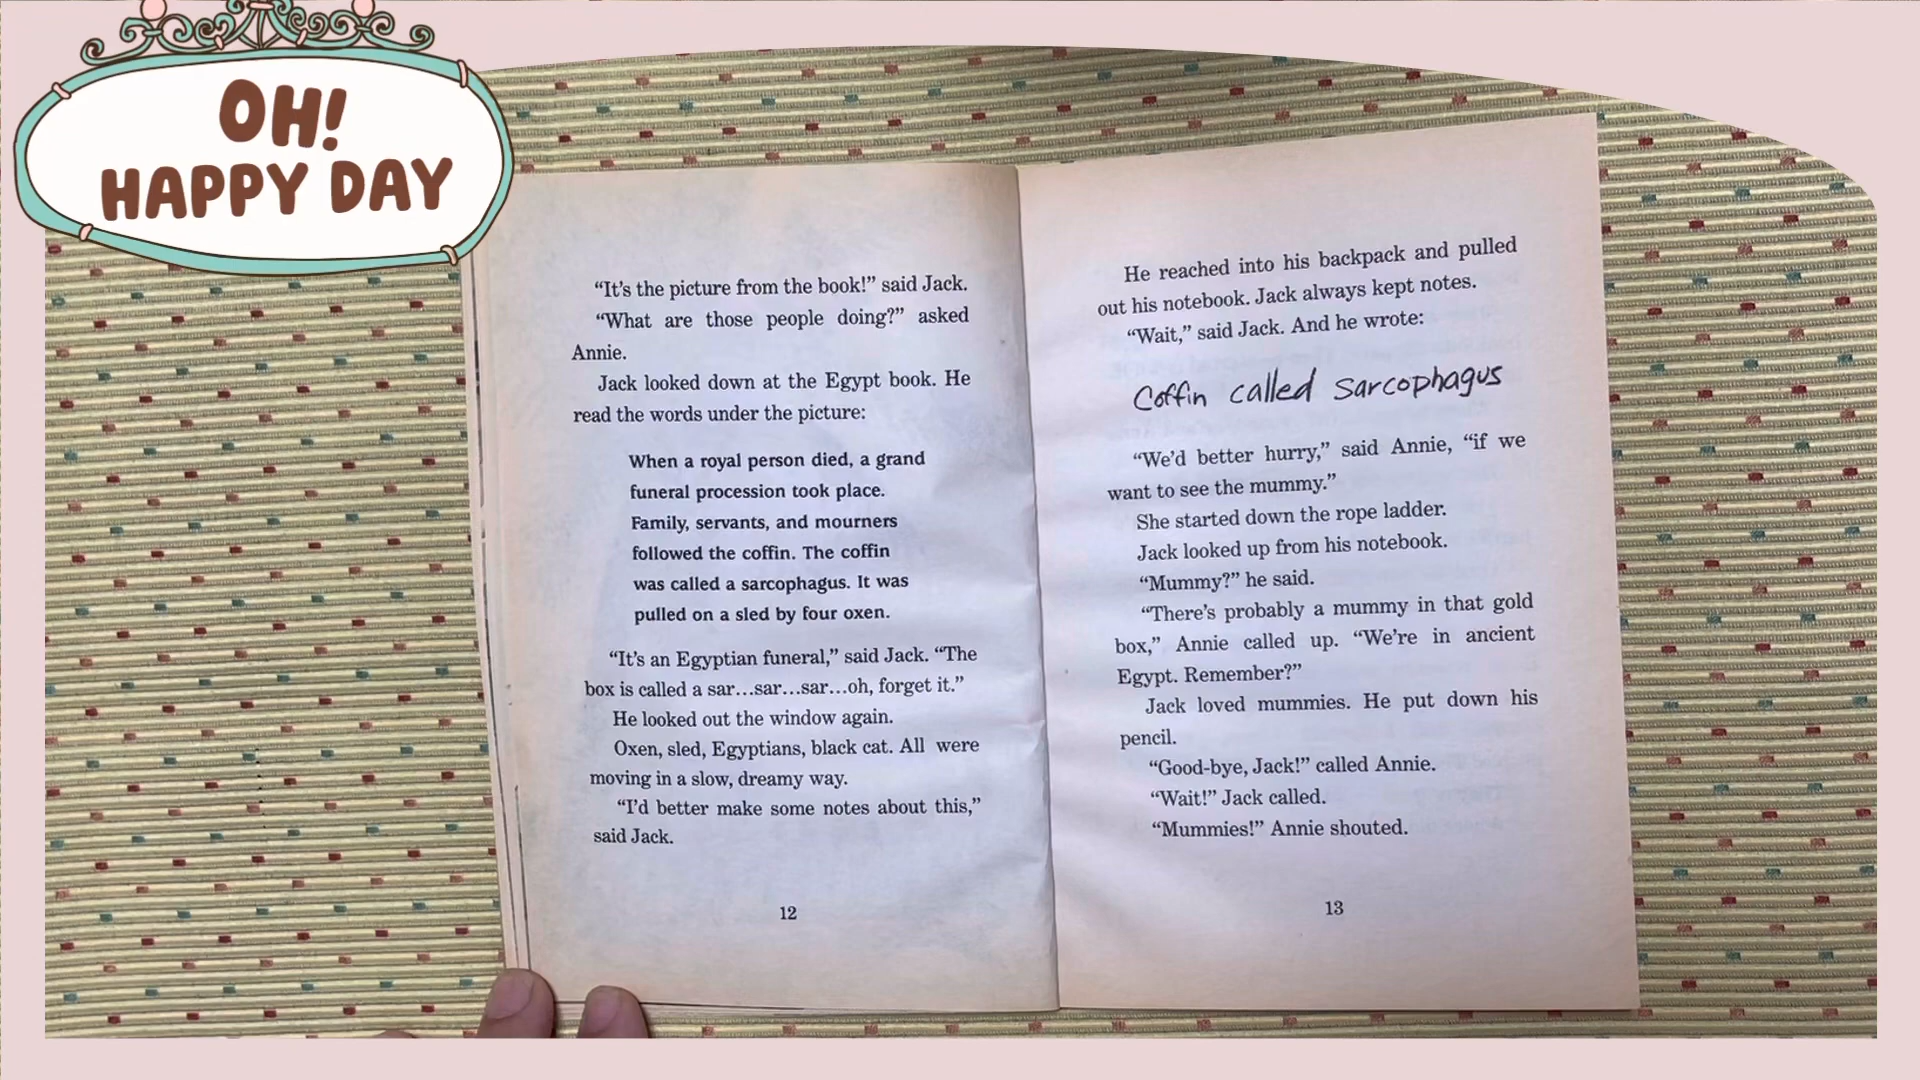 OH!
HAPPY DAY
“It’s the picture from the book!” said Jack.
“What are those people doing?” asked
Annie.
Jack looked down at the Egypt book. He
read the words under the picture:
When a royal person died, a grand
funeral procession took place.
Family, servants, and mourners
followed the coffin. The coffin
was called a sarcophagus. It was
pulled on a sled by four oxen.
“It’s an Egyptian funeral,” said Jack. “The
box is called a sar...sar...sar...oh, forget it.”
He looked out the window again.
Oxen, sled, Egyptians, black cat. All were
moving in a slow, dreamy way.
“I’d better make some notes about this,”
said Jack.
12
He reached into his backpack and pulled
out his notebook. Jack always kept notes.
“Wait,” said Jack. And he wrote:
Coffin called sarcophagus
“We’d better hurry,” said Annie, “if we
want to see the mummy.”
She started down the rope ladder.
Jack looked up from his notebook.
“Mummy?” he said.
“There’s probably a mummy in that gold
box,” Annie called up. “We’re in ancient
Egypt. Remember?”
Jack loved mummies. He put down his
pencil.
“Good-bye, Jack!” called Annie.
“Wait!” Jack called.
“Mummies!” Annie shouted.
13